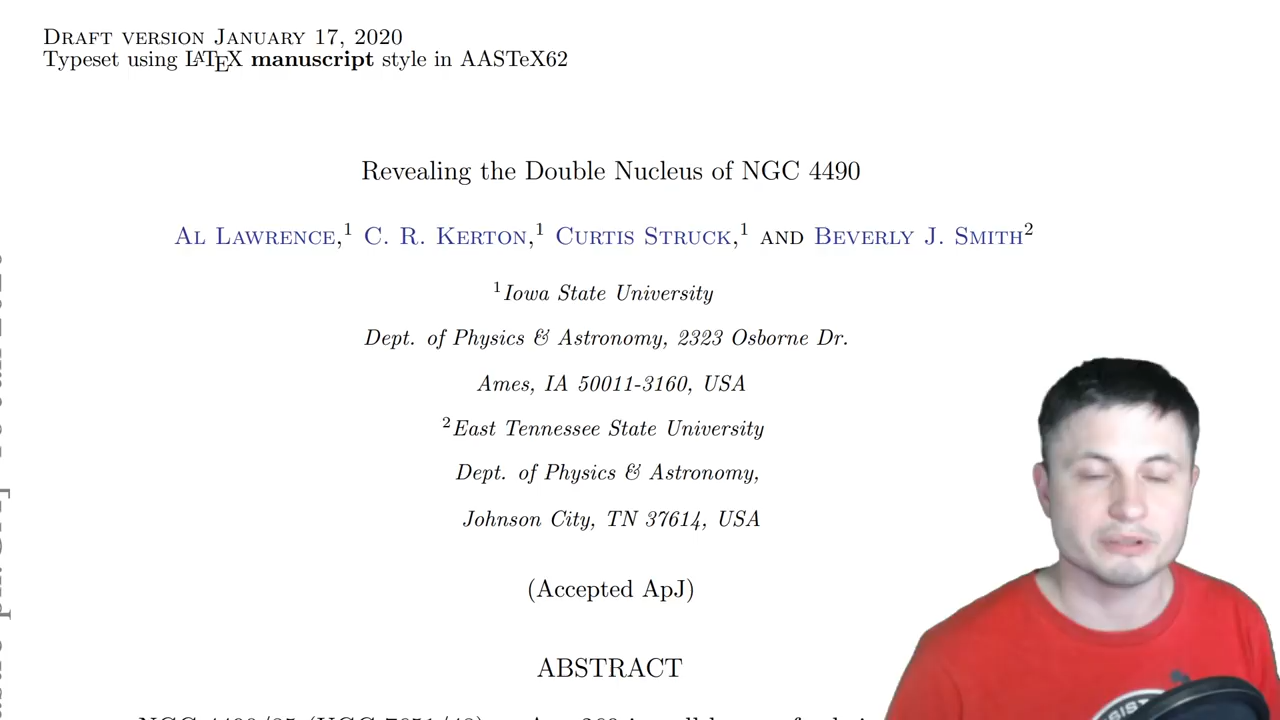 DRAFT VERSION JANUARY 17, 2020
Typeset using LATEX manuscript style in AASTeX62
Revealing the Double Nucleus of NGC 4490
AL LAWRENCE,1 C. R. KERTON,1 CURTIS STRUCK,1 AND BEVERLY J. SMITH2
1Iowa State University
Dept. of Physics & Astronomy, 2323 Osborne Dr.
Ames, IA 50011-3160, USA
2East Tennessee State University
Dept. of Physics & Astronomy,
Johnson City, TN 37614, USA
(Accepted ApJ)
ABSTRACT